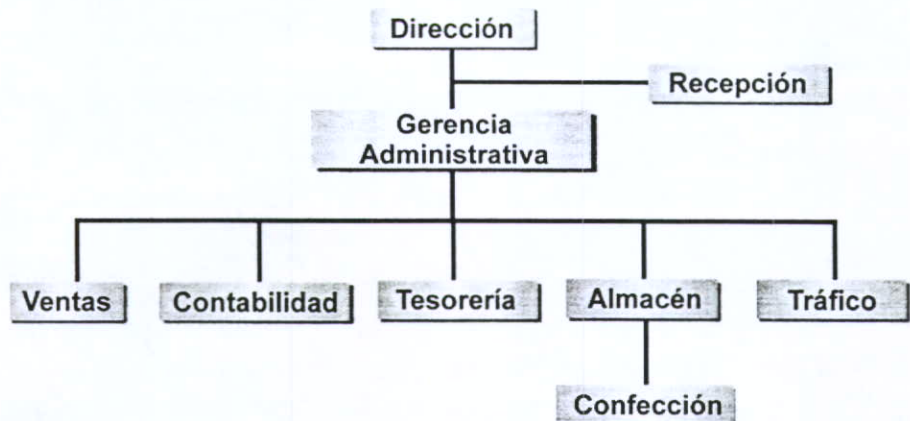 Dirección
Recepción
Gerencia
Administrativa
Ventas
Contabilidad
Tesorería
Almacén
Tráfico
Confección